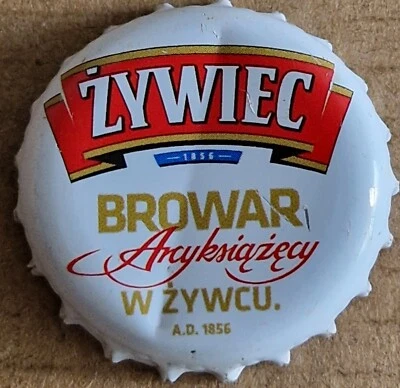 ŻYWIEC
1856
BROWAR
Arcyksiążęcy
W ŻYWCU.
A.D. 1856